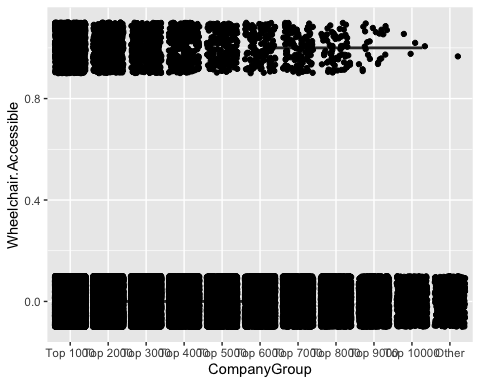 0.8
0.4
0.0
Wheelchair.Accessible
Top 1000 Top 2000 Top 3000 Top 4000 Top 5000 Top 6000 Top 7000 Top 8000 Top 9000 Top 10000 Other
CompanyGroup